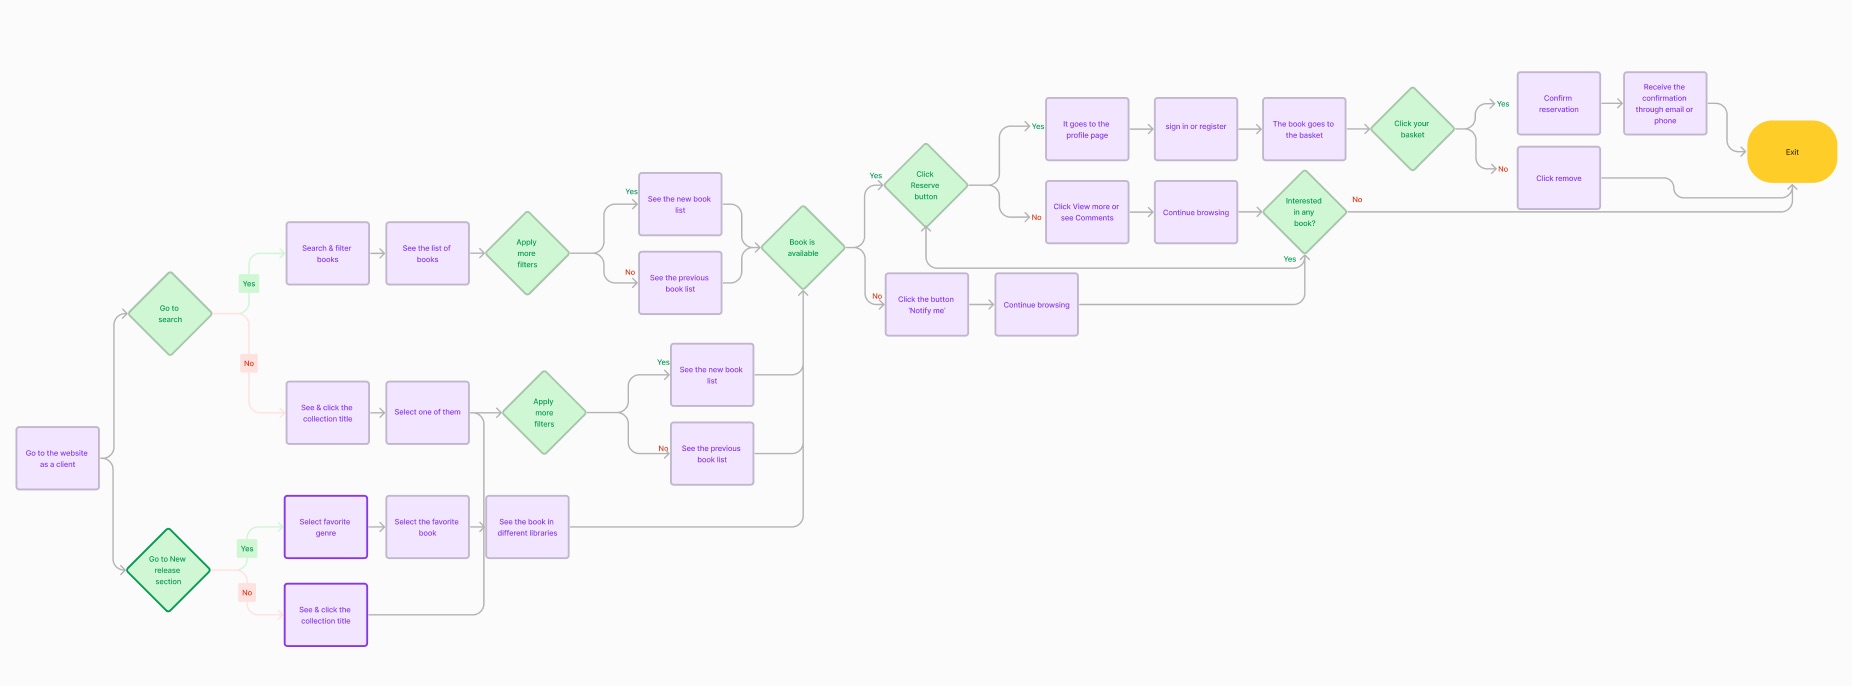 Go to the website
as a client
Go to
search
Yes
No
Search & filter
books
See the list of
books
Apply
more
filters
Yes
No
See the new book
list
See the previous
book list
See & click the
collection title
Select one of them
Apply
more
filters
Yes
No
See the new book
list
See the previous
book list
Go to New
release
section
Yes
No
Select favorite
genre
Select the favorite
book
See the book in
different libraries
See & click the
collection title
Book is
available
Yes
No
Click
Reserve
button
Yes
No
It goes to the
profile page
sign in or register
The book goes to
the basket
Click your
basket
Yes
No
Confirm
reservation
Receive the
confirmation
through email or
phone
Click remove
Exit
Click View more or
see Comments
Continue browsing
Interested
in any
book?
No
Yes
Click the button
'Notify me'
Continue browsing